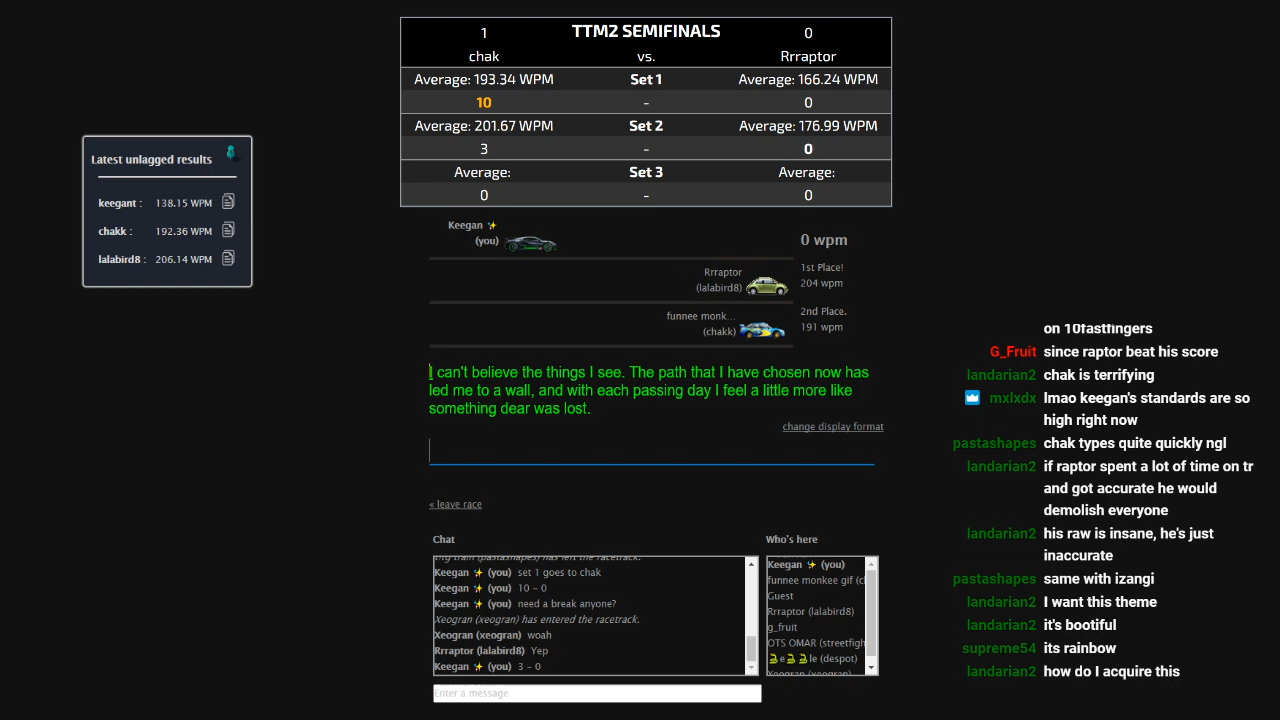 1 TTM2 SEMIFINALS 0
chak vs. Rrraptor
Average: 193.34 WPM Set 1 Average: 166.24 WPM
10 - 0
Average: 201.67 WPM Set 2 Average: 176.99 WPM
3 - 0
Average: Set 3 Average:
0 - 0
Latest unlagged results
keegant : 138.15 WPM
chakk : 192.36 WPM
lalabird8 : 206.14 WPM
Keegan ✨
(you)
0 wpm
Rrraptor
(lalabird8)
1st Place!
204 wpm
funnee monk...
(chakk)
2nd Place.
191 wpm
I can't believe the things I see. The path that I have chosen now has
led me to a wall, and with each passing day I feel a little more like
something dear was lost.
change display format
« leave race
Chat
(pastashapes) has left the racetrack.
Keegan ✨ (you) set 1 goes to chak
Keegan ✨ (you) 10 - 0
Keegan ✨ (you) need a break anyone?
Xeogran (xeogran) has entered the racetrack.
Xeogran (xeogran) woah
Rrraptor (lalabird8) Yep
Keegan ✨ (you) 3 - 0
Enter a message
Who's here
Keegan ✨ (you)
funnee monkee gif (c
Guest
Rrraptor (lalabird8)
g_fruit
OTS OMAR (streetfigh
🐍e🐍🐍le (despot)
Xeogran (xeogran)
on 10fastfingers
G_Fruit since raptor beat his score
landarian2 chak is terrifying
mxlxdx lmao keegan's standards are so
high right now
pastashapes chak types quite quickly ngl
landarian2 if raptor spent a lot of time on tr
and got accurate he would
demolish everyone
landarian2 his raw is insane, he's just
inaccurate
pastashapes same with izangi
landarian2 I want this theme
landarian2 it's bootiful
supreme54 its rainbow
landarian2 how do I acquire this